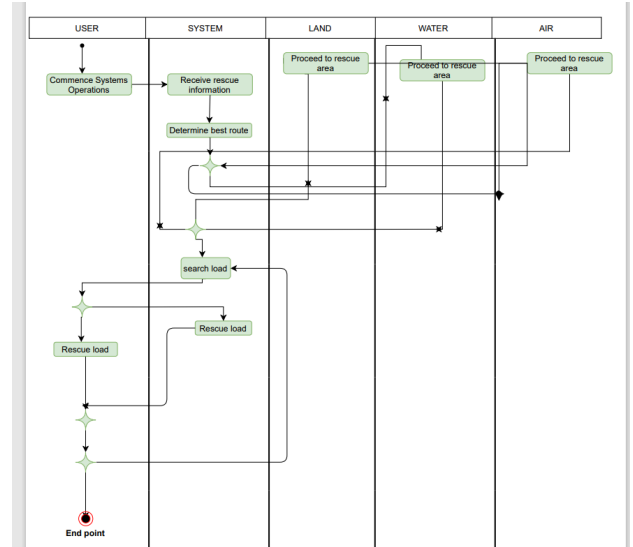 USER
SYSTEM
LAND
WATER
AIR
Commence Systems
Operations
Receive rescue
information
Proceed to rescue
area
Proceed to rescue
area
Proceed to rescue
area
Determine best route
search load
Rescue load
Rescue load
End point